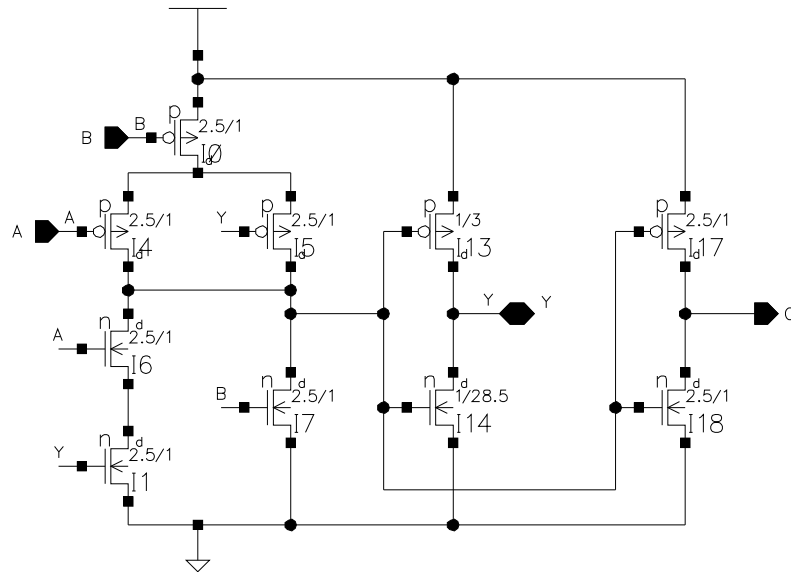 p
B B 2.5/1
I0 d
p p p p
A A 2.5/1 Y 2.5/1 1/3 2.5/1
I4 d I5 d I13 d I17 d
Y Y
n d
A 2.5/1
I6
n d n d n d
B 2.5/1 1/28.5 2.5/1
I7 I14 I18
n d
Y 2.5/1
I1